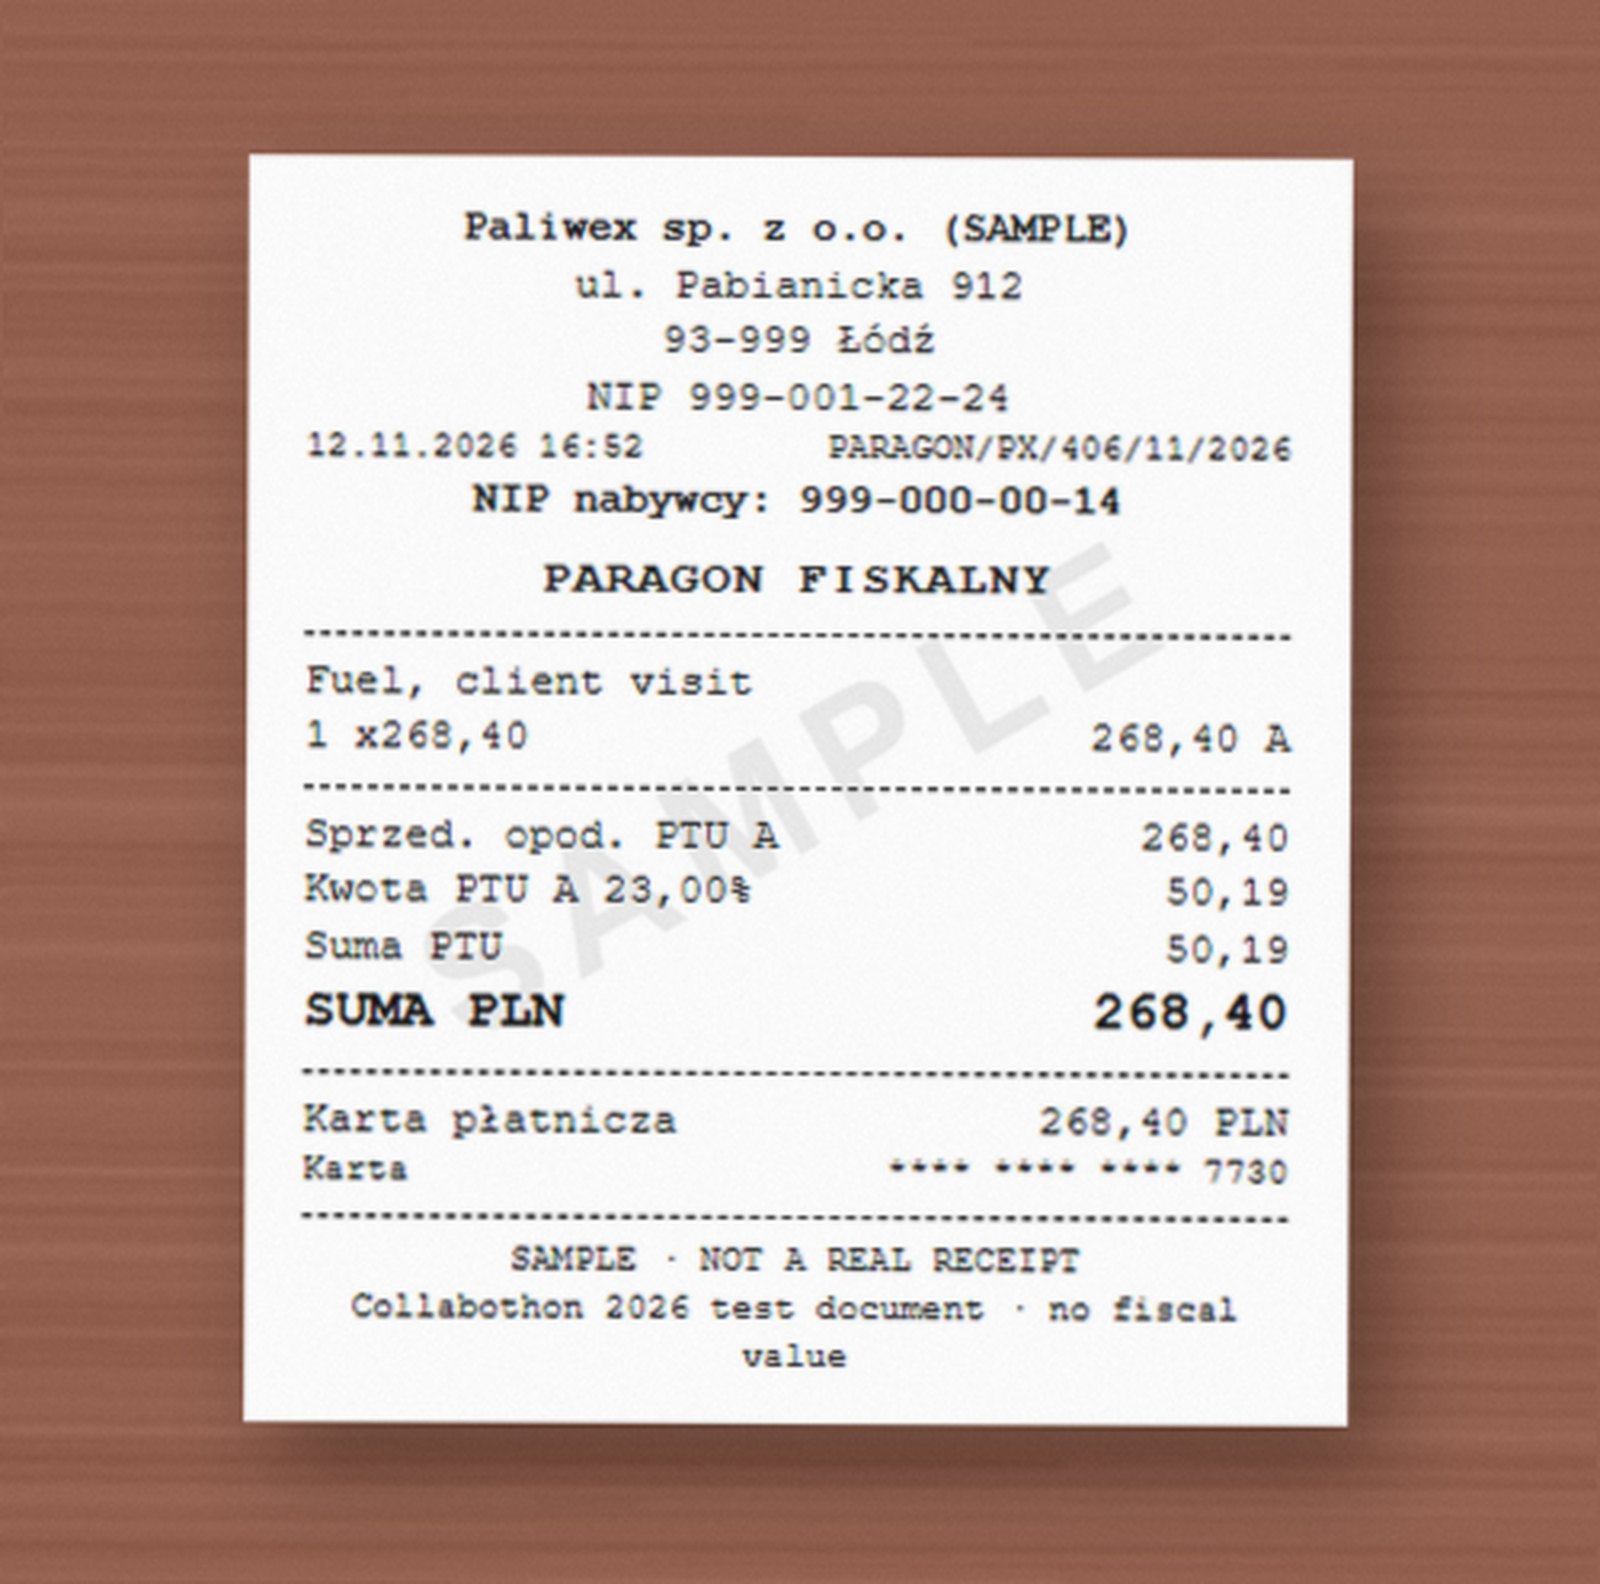 Paliwex sp. z o.o. (SAMPLE)
ul. Pabianicka 912
93-999 Łódź
NIP 999-001-22-24
12.11.2026 16:52 PARAGON/PX/406/11/2026
NIP nabywcy: 999-000-00-14
PARAGON FISKALNY
Fuel, client visit
1 x268,40 268,40 A
Sprzed. opod. PTU A 268,40
Kwota PTU A 23,00% 50,19
Suma PTU 50,19
SUMA PLN 268,40
Karta płatnicza 268,40 PLN
Karta **** **** **** 7730
SAMPLE · NOT A REAL RECEIPT
Collabothon 2026 test document · no fiscal
value
SAMPLE